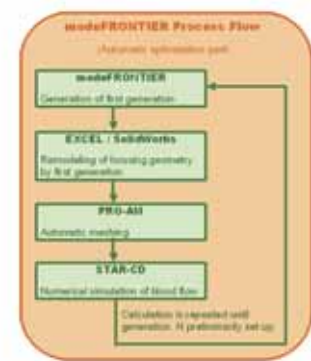 modeFRONTIER Process Flow
(Automatic optimization part)
modeFRONTIER
Generation of first generation
EXCEL / SolidWorks
Remodeling of housing geometry
by first generation
PRO-AM
Automatic meshing
STAR-CD
Numerical simulation of blood flow
Calculation is repeated until
generation. N preliminarily set up.